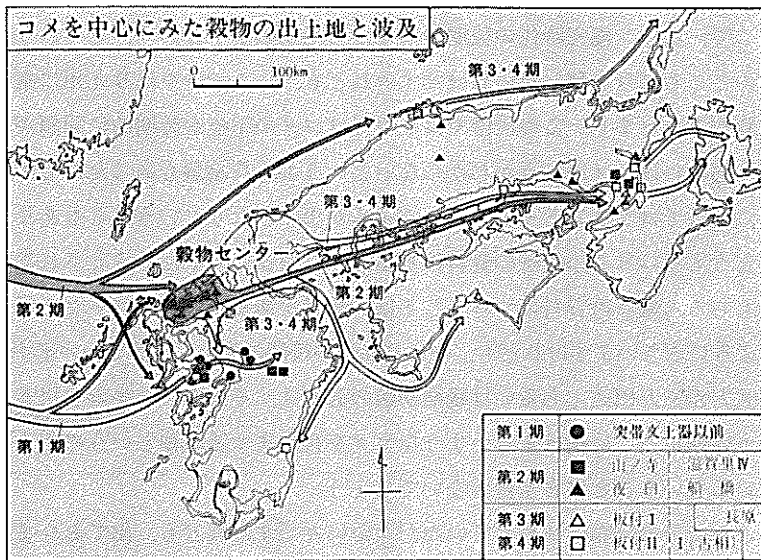 コメを中心にみた穀物の出土地と波及
0 100km
第3・4期
第3・4期
穀物センター
第2期
第2期
第3・4期
第1期
第1期 ● 突帯文土器以前
第2期 ■ 山ノ寺 滋賀里Ⅳ
▲ 夜臼 船橋
第3期 △ 板付Ⅰ 長原
第4期 □ 板付Ⅱ Ⅰ 古相